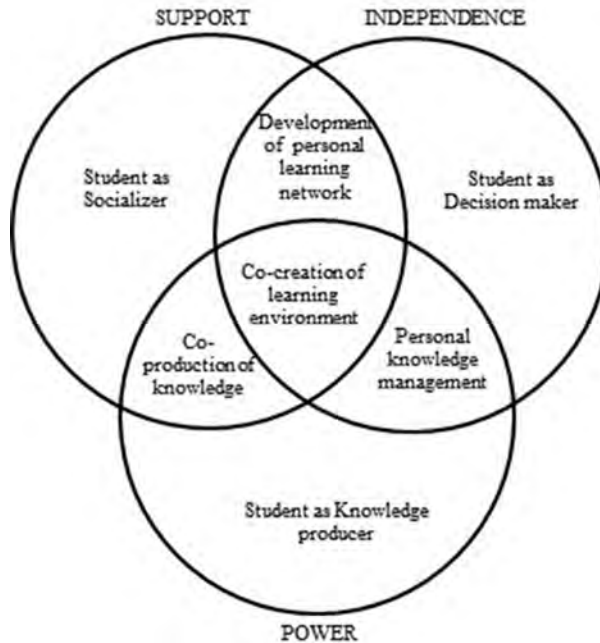 SUPPORT
INDEPENDENCE
Development
of personal
learning
network
Student as
Socializer
Student as
Decision maker
Co-creation of
learning
environment
Co-
production of
knowledge
Personal
knowledge
management
Student as Knowledge
producer
POWER